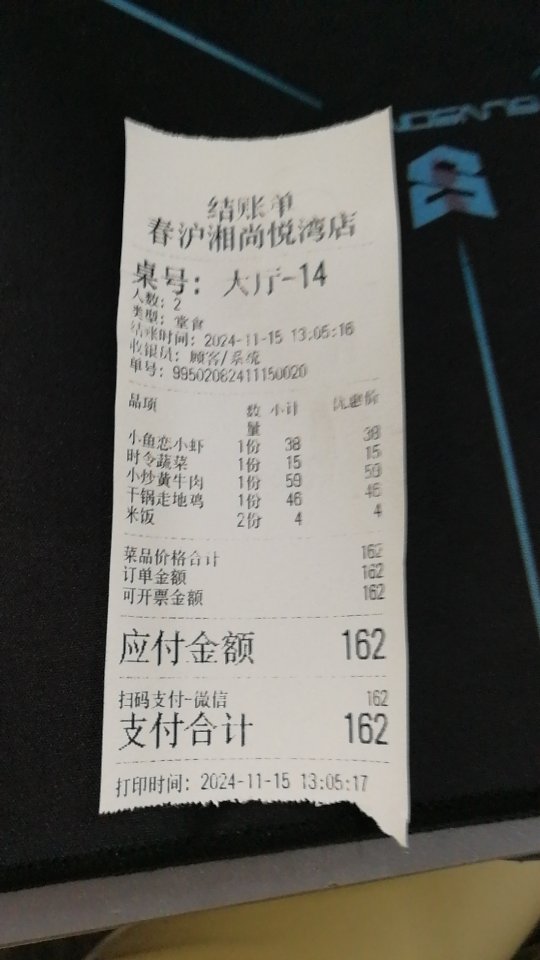 结账单
春沪湘尚悦湾店
桌号：大厅-14
人数：2
类型：堂食
结账时间：2024-11-15 13:05:16
收银员：顾客/系统
单号：99502082411150020
品项 数量 小计 优惠价
小鱼恋小虾 1份 38 38
时令蔬菜 1份 15 15
小炒黄牛肉 1份 59 59
干锅走地鸡 1份 46 46
米饭 2份 4 4
菜品价格合计 162
订单金额 162
可开票金额 162
应付金额 162
扫码支付-微信 162
支付合计 162
打印时间：2024-11-15 13:05:17